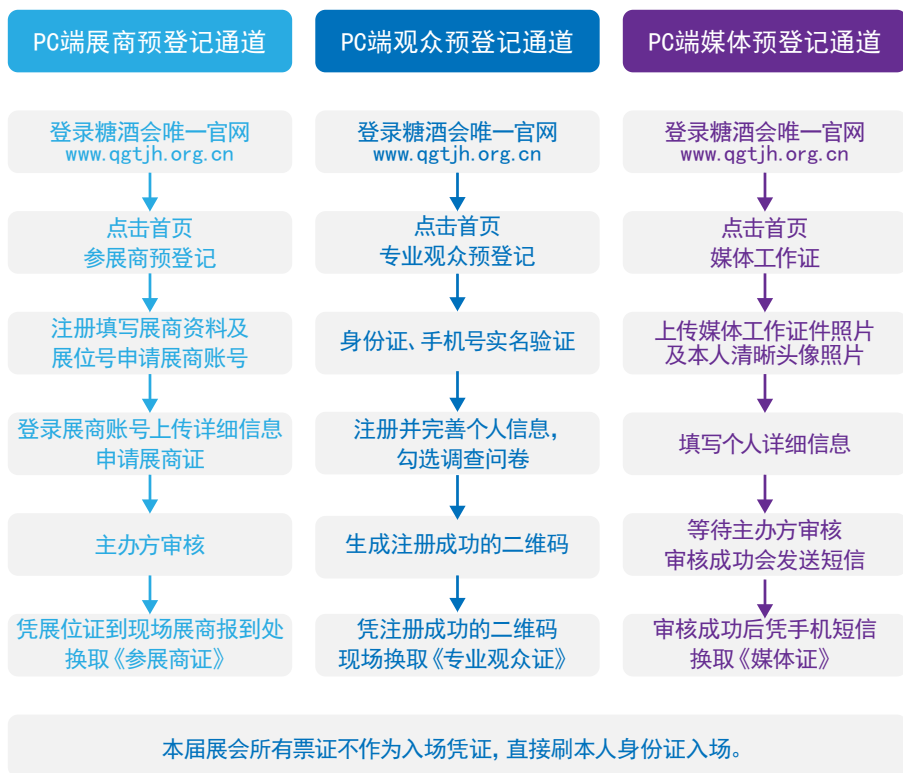 PC端展商预登记通道
登录糖酒会唯一官网
www.qgtjh.org.cn
点击首页
参展商预登记
注册填写展商资料及
展位号申请展商账号
登录展商账号上传详细信息
申请展商证
主办方审核
凭展位证到现场展商报到处
换取《参展商证》
PC端观众预登记通道
登录糖酒会唯一官网
www.qgtjh.org.cn
点击首页
专业观众预登记
身份证、手机号实名验证
注册并完善个人信息,
勾选调查问卷
生成注册成功的二维码
凭注册成功的二维码
现场换取《专业观众证》
PC端媒体预登记通道
登录糖酒会唯一官网
www.qgtjh.org.cn
点击首页
媒体工作证
上传媒体工作证件照片
及本人清晰头像照片
填写个人详细信息
等待主办方审核
审核成功会发送短信
审核成功后凭手机短信
换取《媒体证》
本届展会所有票证不作为入场凭证,直接刷本人身份证入场。